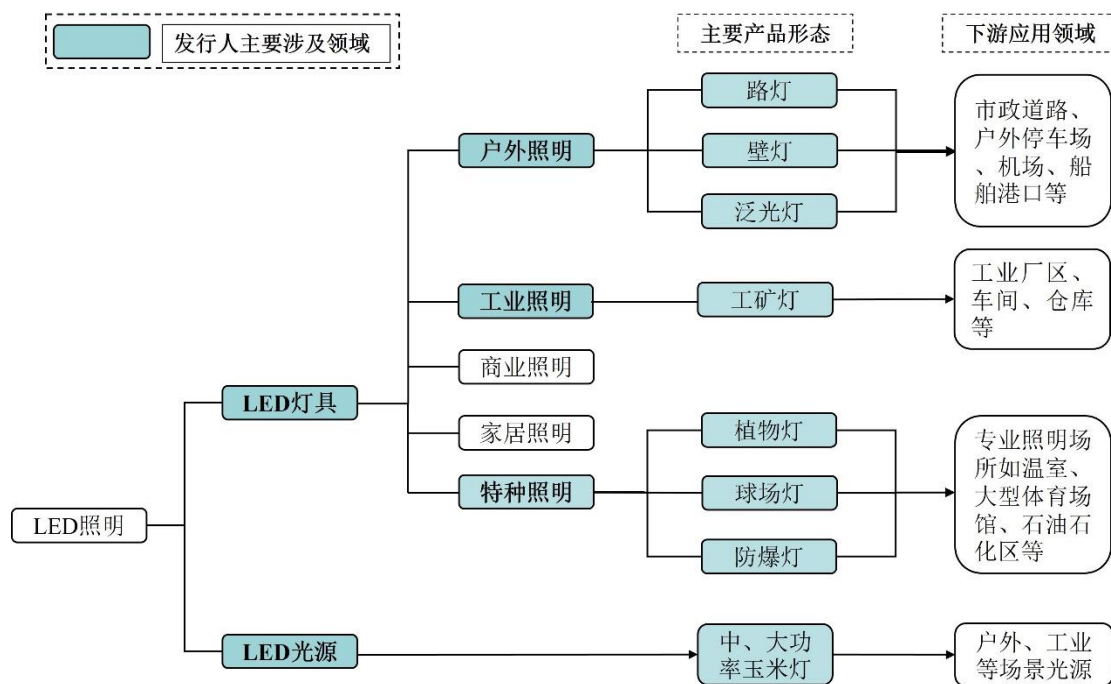 发行人主要涉及领域
主要产品形态
下游应用领域
路灯
户外照明
壁灯
泛光灯
市政道路、
户外停车场
、机场、船
舶港口等
工业照明
工矿灯
工业厂区、
车间、仓库
等
商业照明
LED灯具
家居照明
特种照明
植物灯
球场灯
防爆灯
专业照明场
所如温室、
大型体育场
馆、石油石
化区等
LED照明
LED光源
中、大功
率玉米灯
户外、工业
等场景光源